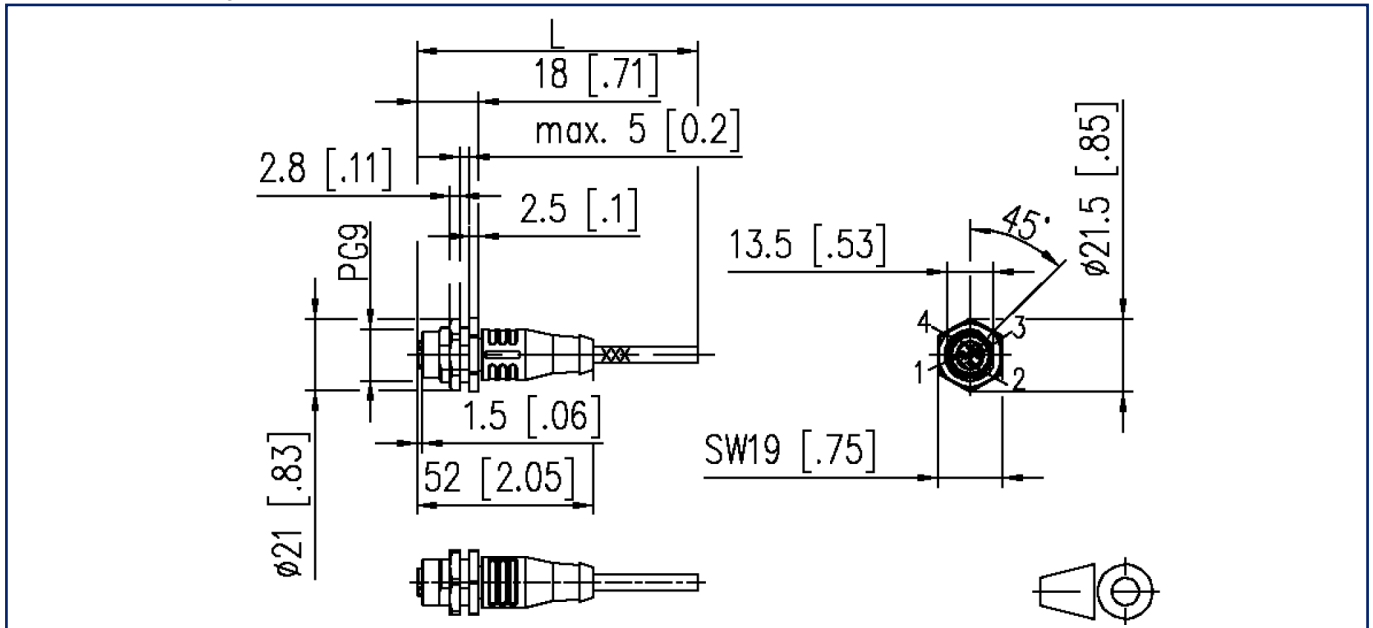 L
18 [.71]
max. 5 [0.2]
2.8 [.11]
2.5 [.1]
PG9
13.5 [.53]
45°
ø21.5 [.85]
4
3
1
2
XXX
1.5 [.06]
52 [2.05]
SW19 [.75]
ø21 [.83]